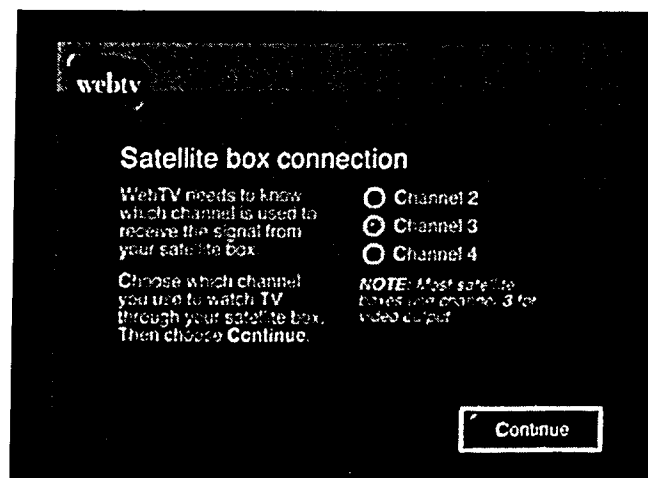 webtv
Satellite box connection
WebTV needs to know
which channel is used to
receive the signal from
your satellite box.
Choose which channel
you use to watch TV
through your satellite box.
Then choose Continue.
Channel 2
Channel 3
Channel 4
NOTE: Most satellite
boxes use channel 3 for
video output
Continue